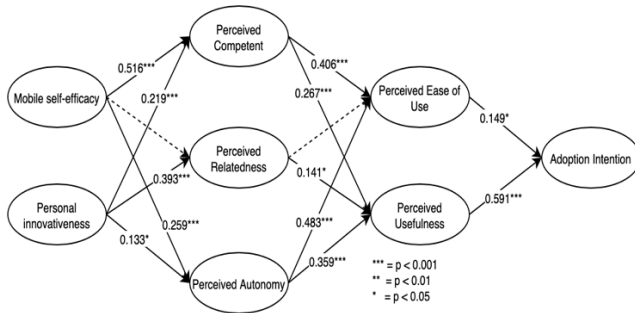 Perceived
Competent
0.516***
0.406***
Mobile self-efficacy
0.219***
0.267***
Perceived Ease of
Use
0.149*
Perceived
Relatedness
Adoption Intention
0.393***
0.141*
Personal
innovativeness
0.259***
0.483***
Perceived
Usefulness
0.591***
0.133*
0.359***
Perceived Autonomy
*** = p < 0.001
** = p < 0.01
* = p < 0.05